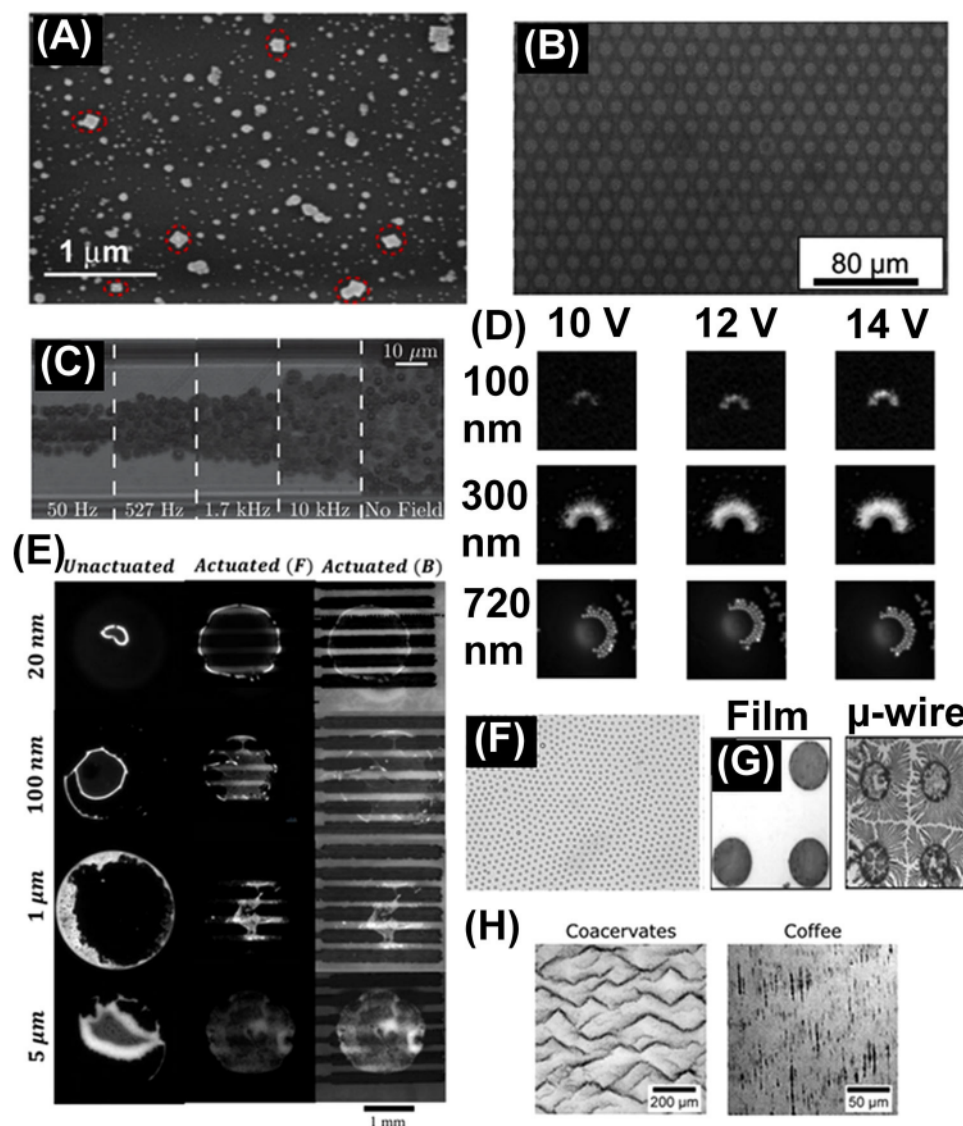 (A)
1 μm
(B)
80 μm
(C)
10 μm
50 Hz 527 Hz 1.7 kHz 10 kHz No Field
(D)
10 V 12 V 14 V
100 nm
300 nm
720 nm
(E)
Unactuated Actuated (F) Actuated (B)
20 nm
100 nm
1 μm
5 μm
1 mm
(F)
Film μ-wire
(G)
(H)
Coacervates Coffee
200 μm 50 μm